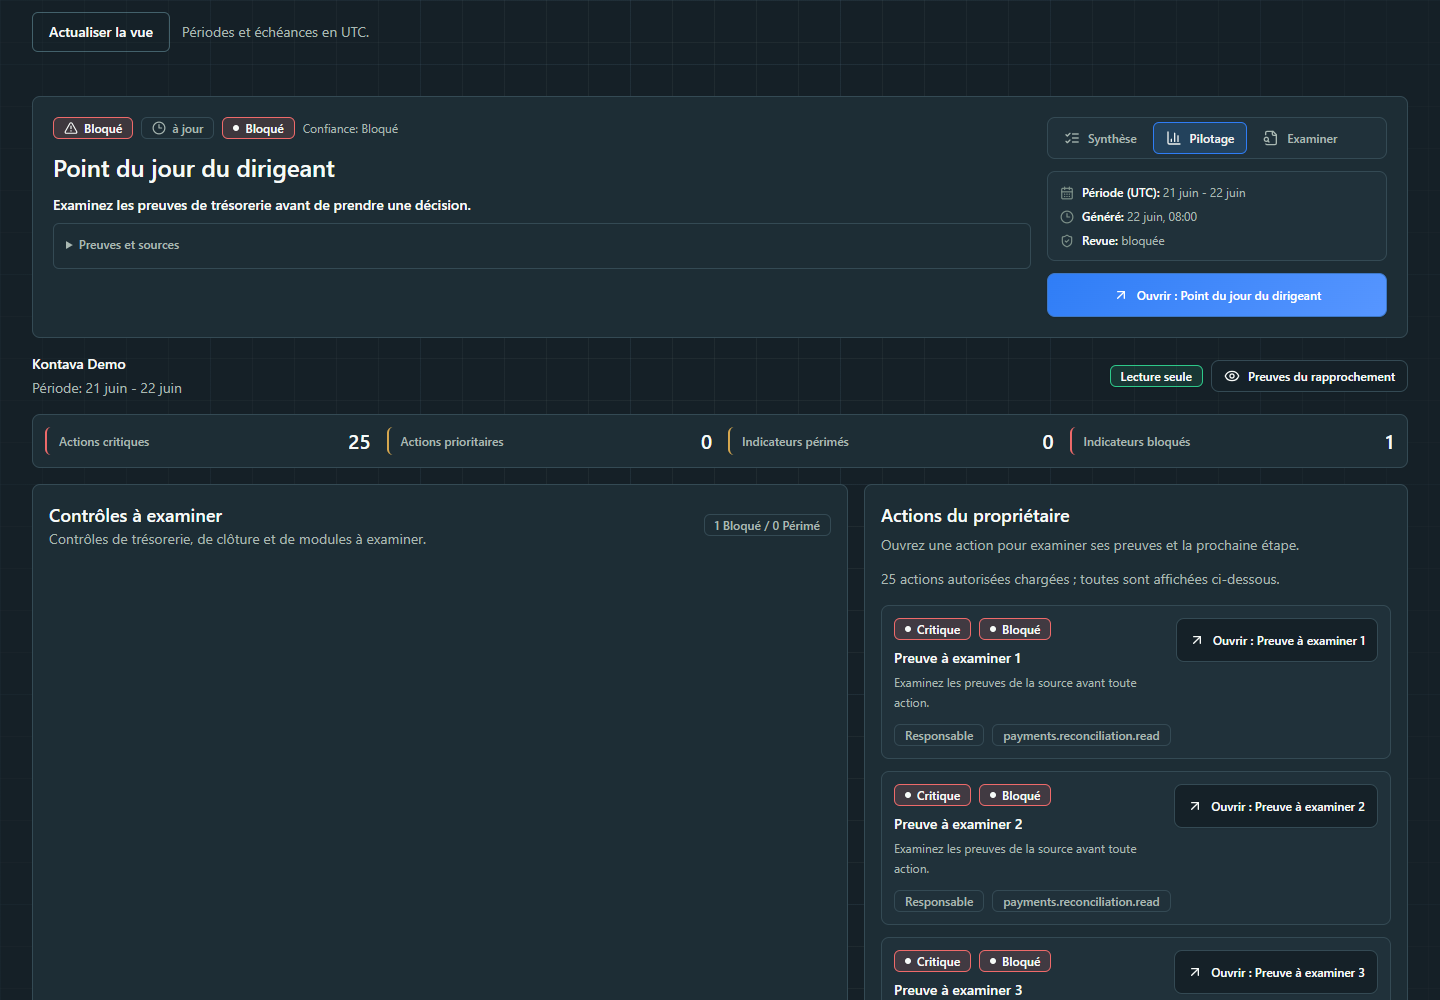 Actualiser la vue
Périodes et échéances en UTC.
Bloqué
à jour
Bloqué
Confiance: Bloqué
Point du jour du dirigeant
Examinez les preuves de trésorerie avant de prendre une décision.
Preuves et sources
Synthèse
Pilotage
Examiner
Période (UTC): 21 juin - 22 juin
Généré: 22 juin, 08:00
Revue: bloquée
Ouvrir : Point du jour du dirigeant
Kontava Demo
Période: 21 juin - 22 juin
Lecture seule
Preuves du rapprochement
Actions critiques 25
Actions prioritaires 0
Indicateurs périmés 0
Indicateurs bloqués 1
Contrôles à examiner
Contrôles de trésorerie, de clôture et de modules à examiner.
1 Bloqué / 0 Périmé
Actions du propriétaire
Ouvrez une action pour examiner ses preuves et la prochaine étape.
25 actions autorisées chargées ; toutes sont affichées ci-dessous.
Critique
Bloqué
Preuve à examiner 1
Examinez les preuves de la source avant toute
action.
Responsable
payments.reconciliation.read
Ouvrir : Preuve à examiner 1
Critique
Bloqué
Preuve à examiner 2
Examinez les preuves de la source avant toute
action.
Responsable
payments.reconciliation.read
Ouvrir : Preuve à examiner 2
Critique
Bloqué
Preuve à examiner 3
Ouvrir : Preuve à examiner 3